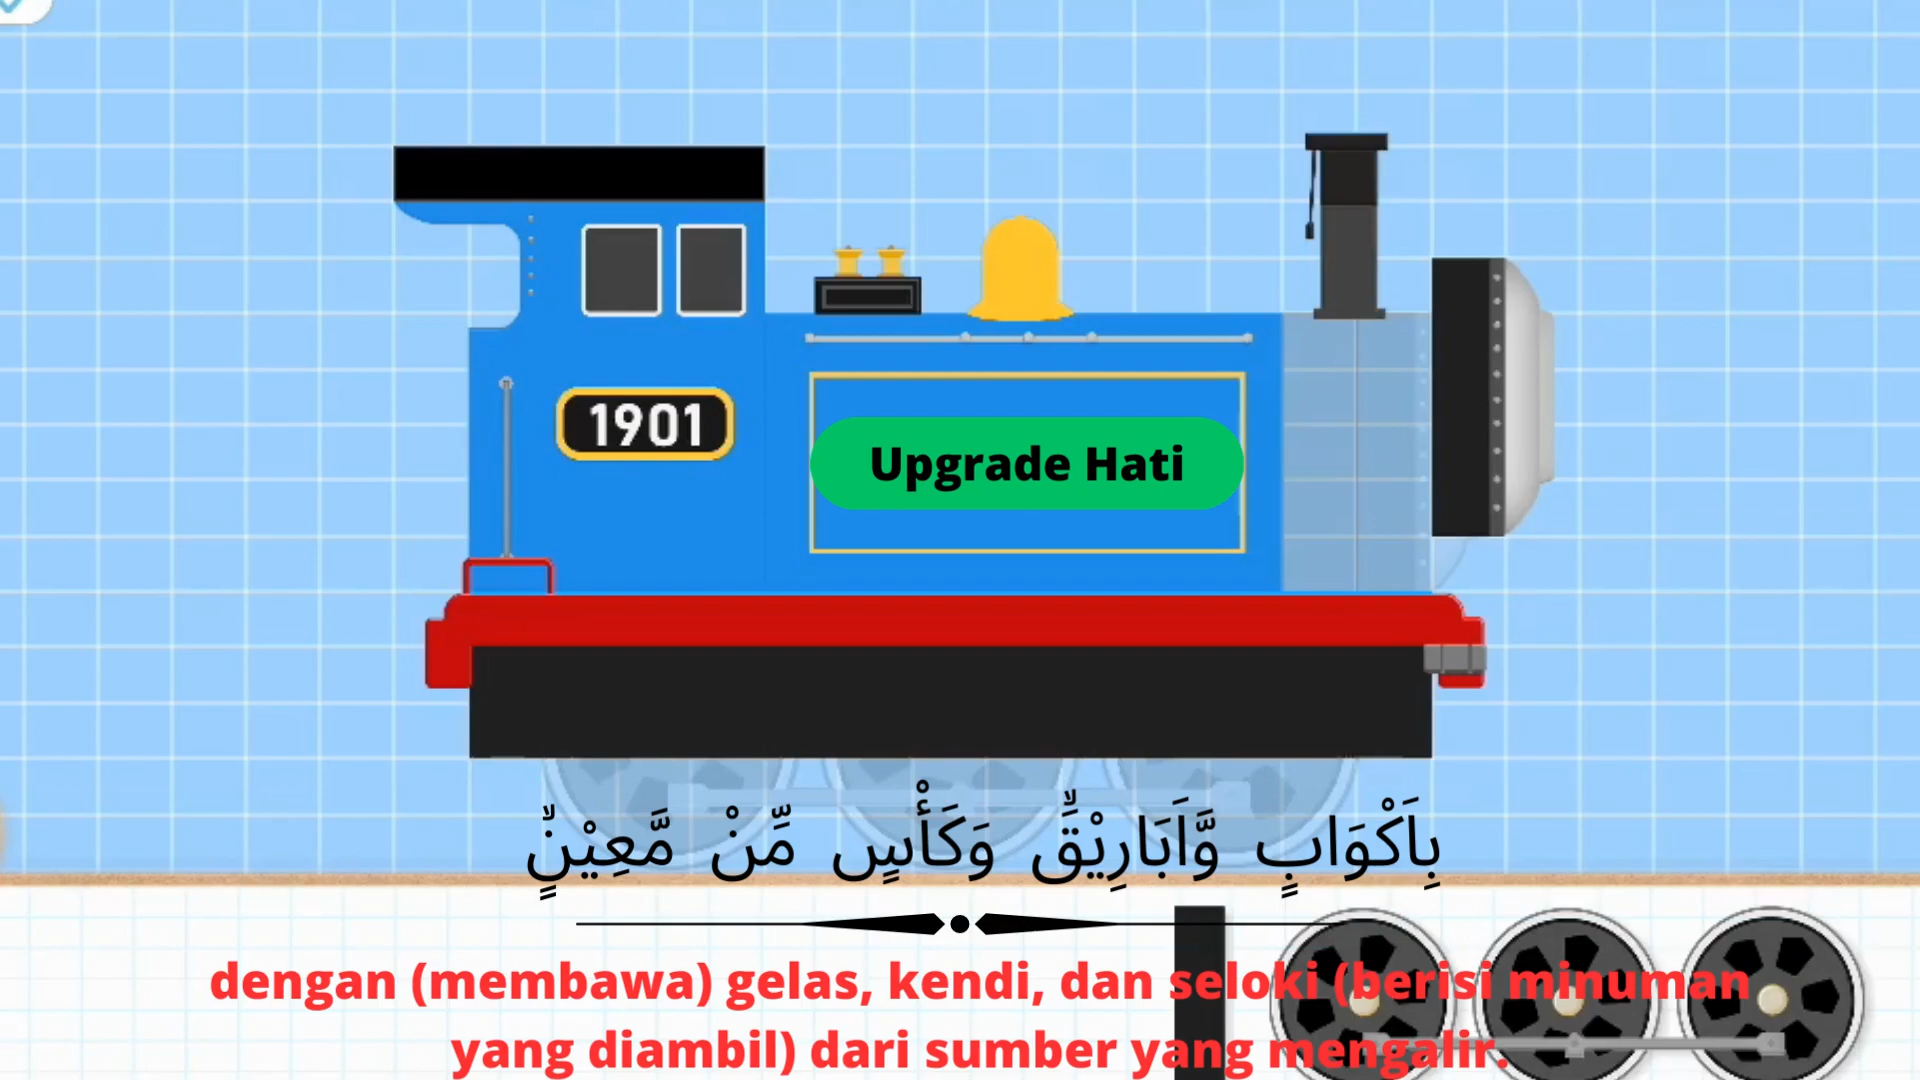 1901
Upgrade Hati
بِاَكْوَابٍ وَّاَبَارِيْقَۙ وَكَأْسٍ مِّنْ مَّعِيْنٍۙ
dengan (membawa) gelas, kendi, dan seloki (berisi minuman
yang diambil) dari sumber yang mengalir.